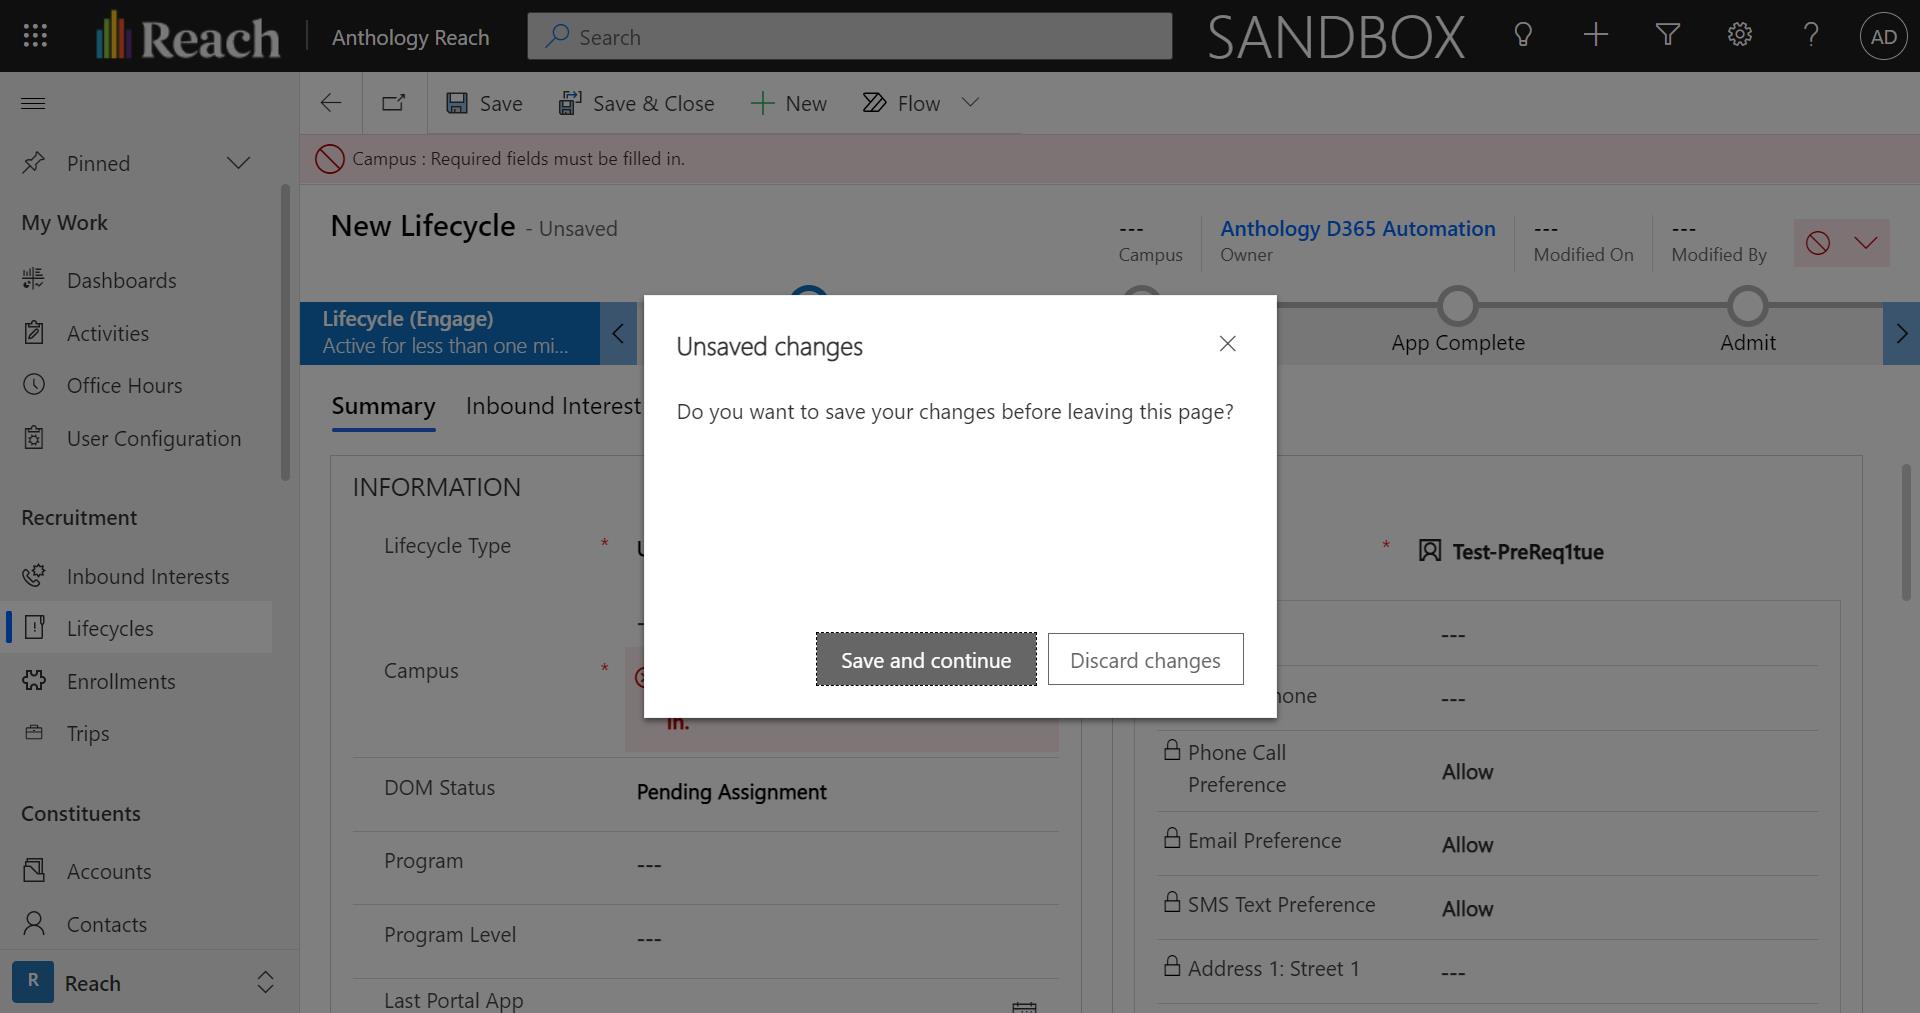 Reach
Anthology Reach
Search
SANDBOX
AD
Save
Save & Close
New
Flow
Campus : Required fields must be filled in.
Pinned
My Work
Dashboards
Activities
Office Hours
User Configuration
Recruitment
Inbound Interests
Lifecycles
Enrollments
Trips
Constituents
Accounts
Contacts
R
Reach
New Lifecycle - Unsaved
---
Campus
Anthology D365 Automation
Owner
---
Modified On
---
Modified By
Lifecycle (Engage)
Active for less than one mi...
App Complete
Admit
Summary
Inbound Interest
Unsaved changes
Do you want to save your changes before leaving this page?
Save and continue
Discard changes
INFORMATION
Lifecycle Type *
Campus *
in.
DOM Status
Pending Assignment
Program
---
Program Level
---
Last Portal App
* Test-PreReq1tue
---
---
Phone Call
Preference
Allow
Email Preference
Allow
SMS Text Preference
Allow
Address 1: Street 1
---